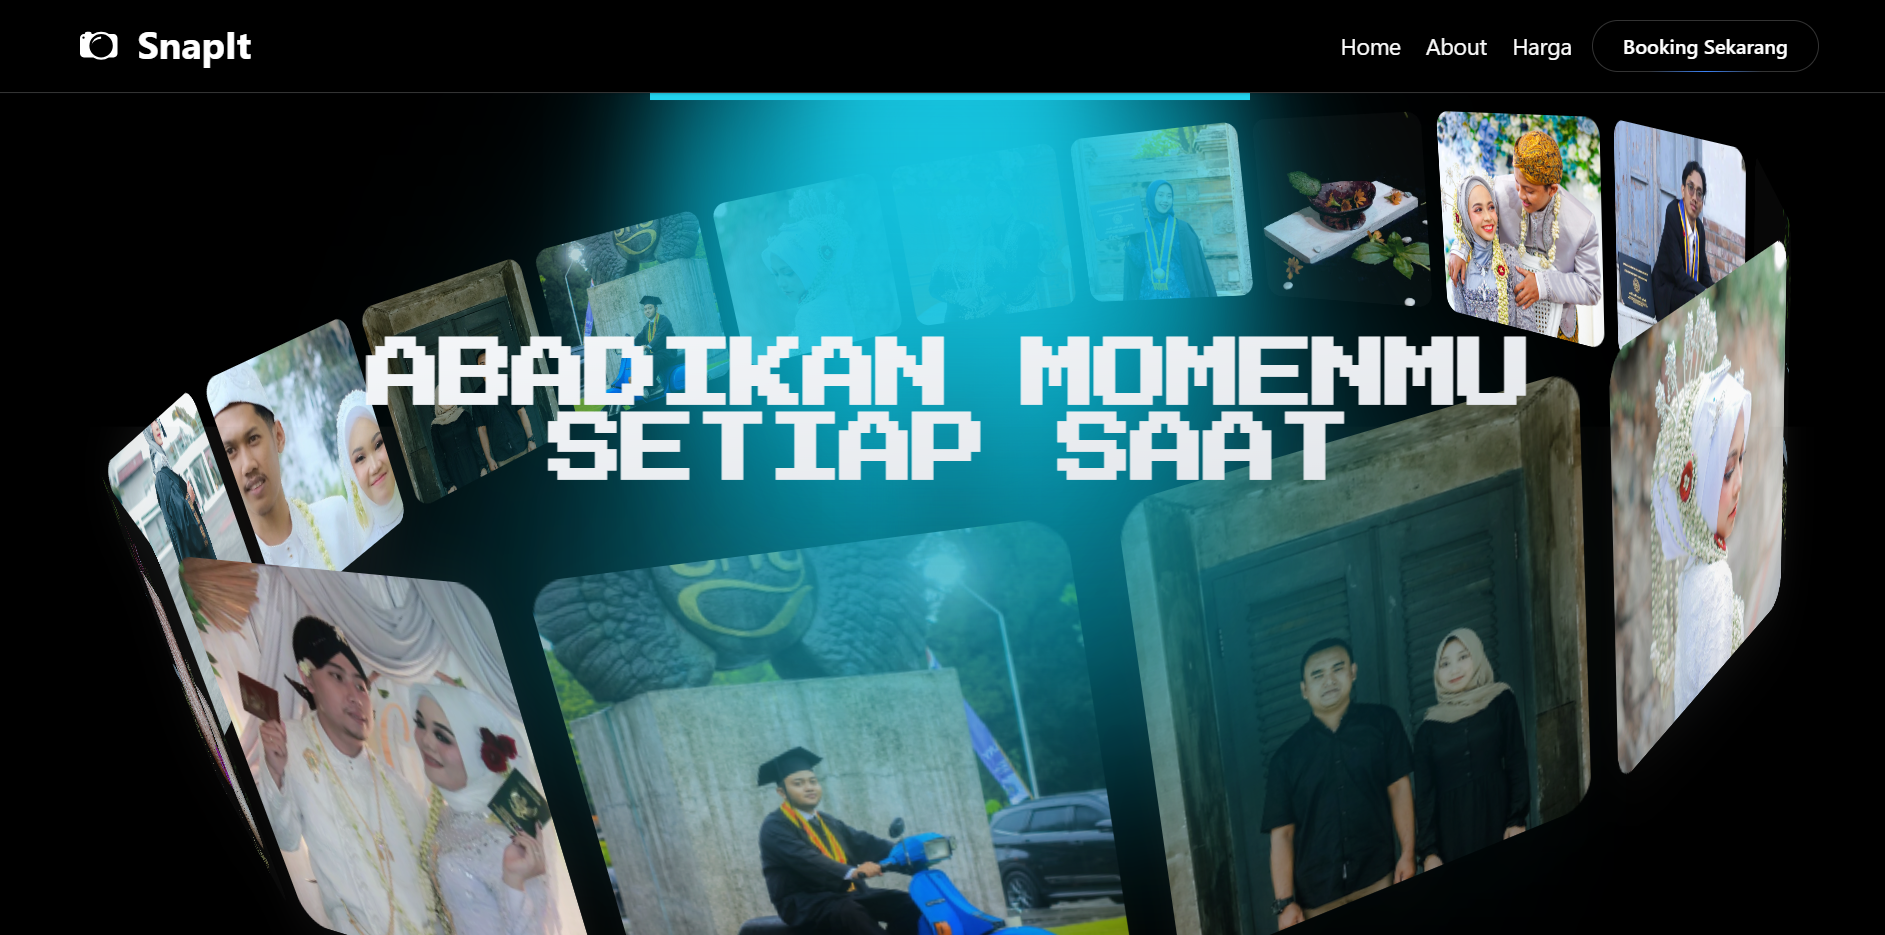 SnapIt
Home
About
Harga
Booking Sekarang
ABADIKAN MOMENMU
SETIAP SAAT